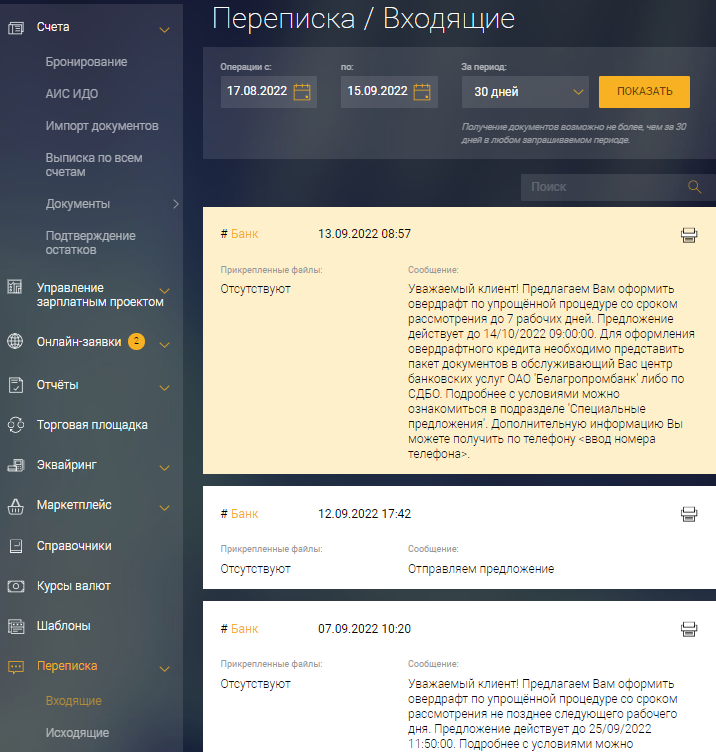 Счета
Бронирование
АИС ИДО
Импорт документов
Выписка по всем
счетам
Документы
Подтверждение
остатков
Управление
зарплатным проектом
Онлайн-заявки 2
Отчёты
Торговая площадка
Эквайринг
Маркетплейс
Справочники
Курсы валют
Шаблоны
Переписка
Входящие
Исходящие
Переписка / Входящие
Операции с: по: За период:
17.08.2022 15.09.2022 30 дней ПОКАЗАТЬ
Получение документов возможно не более, чем за 30
дней в любом запрашиваемом периоде.
Поиск
# Банк 13.09.2022 08:57
Прикрепленные файлы: Сообщение:
Отсутствуют Уважаемый клиент! Предлагаем Вам оформить
овердрафт по упрощённой процедуре со сроком
рассмотрения до 7 рабочих дней. Предложение
действует до 14/10/2022 09:00:00. Для оформления
овердрафтного кредита необходимо представить
пакет документов в обслуживающий Вас центр
банковских услуг ОАО 'Белагропромбанк' либо по
СДБО. Подробнее с условиями можно
ознакомиться в подразделе 'Специальные
предложения'. Дополнительную информацию Вы
можете получить по телефону <ввод номера
телефона>.
# Банк 12.09.2022 17:42
Прикрепленные файлы: Сообщение:
Отсутствуют Отправляем предложение
# Банк 07.09.2022 10:20
Прикрепленные файлы: Сообщение:
Отсутствуют Уважаемый клиент! Предлагаем Вам оформить
овердрафт по упрощённой процедуре со сроком
рассмотрения не позднее следующего рабочего
дня. Предложение действует до 25/09/2022
11:50:00. Подробнее с условиями можно